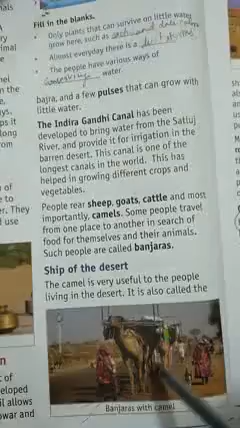 Fill in the blanks.
• Only plants that can survive on little water
grow here, such as and date palms
• Almost everyday there is a
• The people have various ways of
conserving water.
bajra, and a few pulses that can grow with
little water.
The Indira Gandhi Canal has been
developed to bring water from the Satluj
River, and provide it for irrigation in the
barren desert. This canal is one of the
longest canals in the world. This has
helped in growing different crops and
vegetables.
People rear sheep, goats, cattle and most
importantly, camels. Some people travel
from one place to another in search of
food for themselves and their animals.
Such people are called banjaras.
Ship of the desert
The camel is very useful to the people
living in the desert. It is also called the
Banjaras with camel